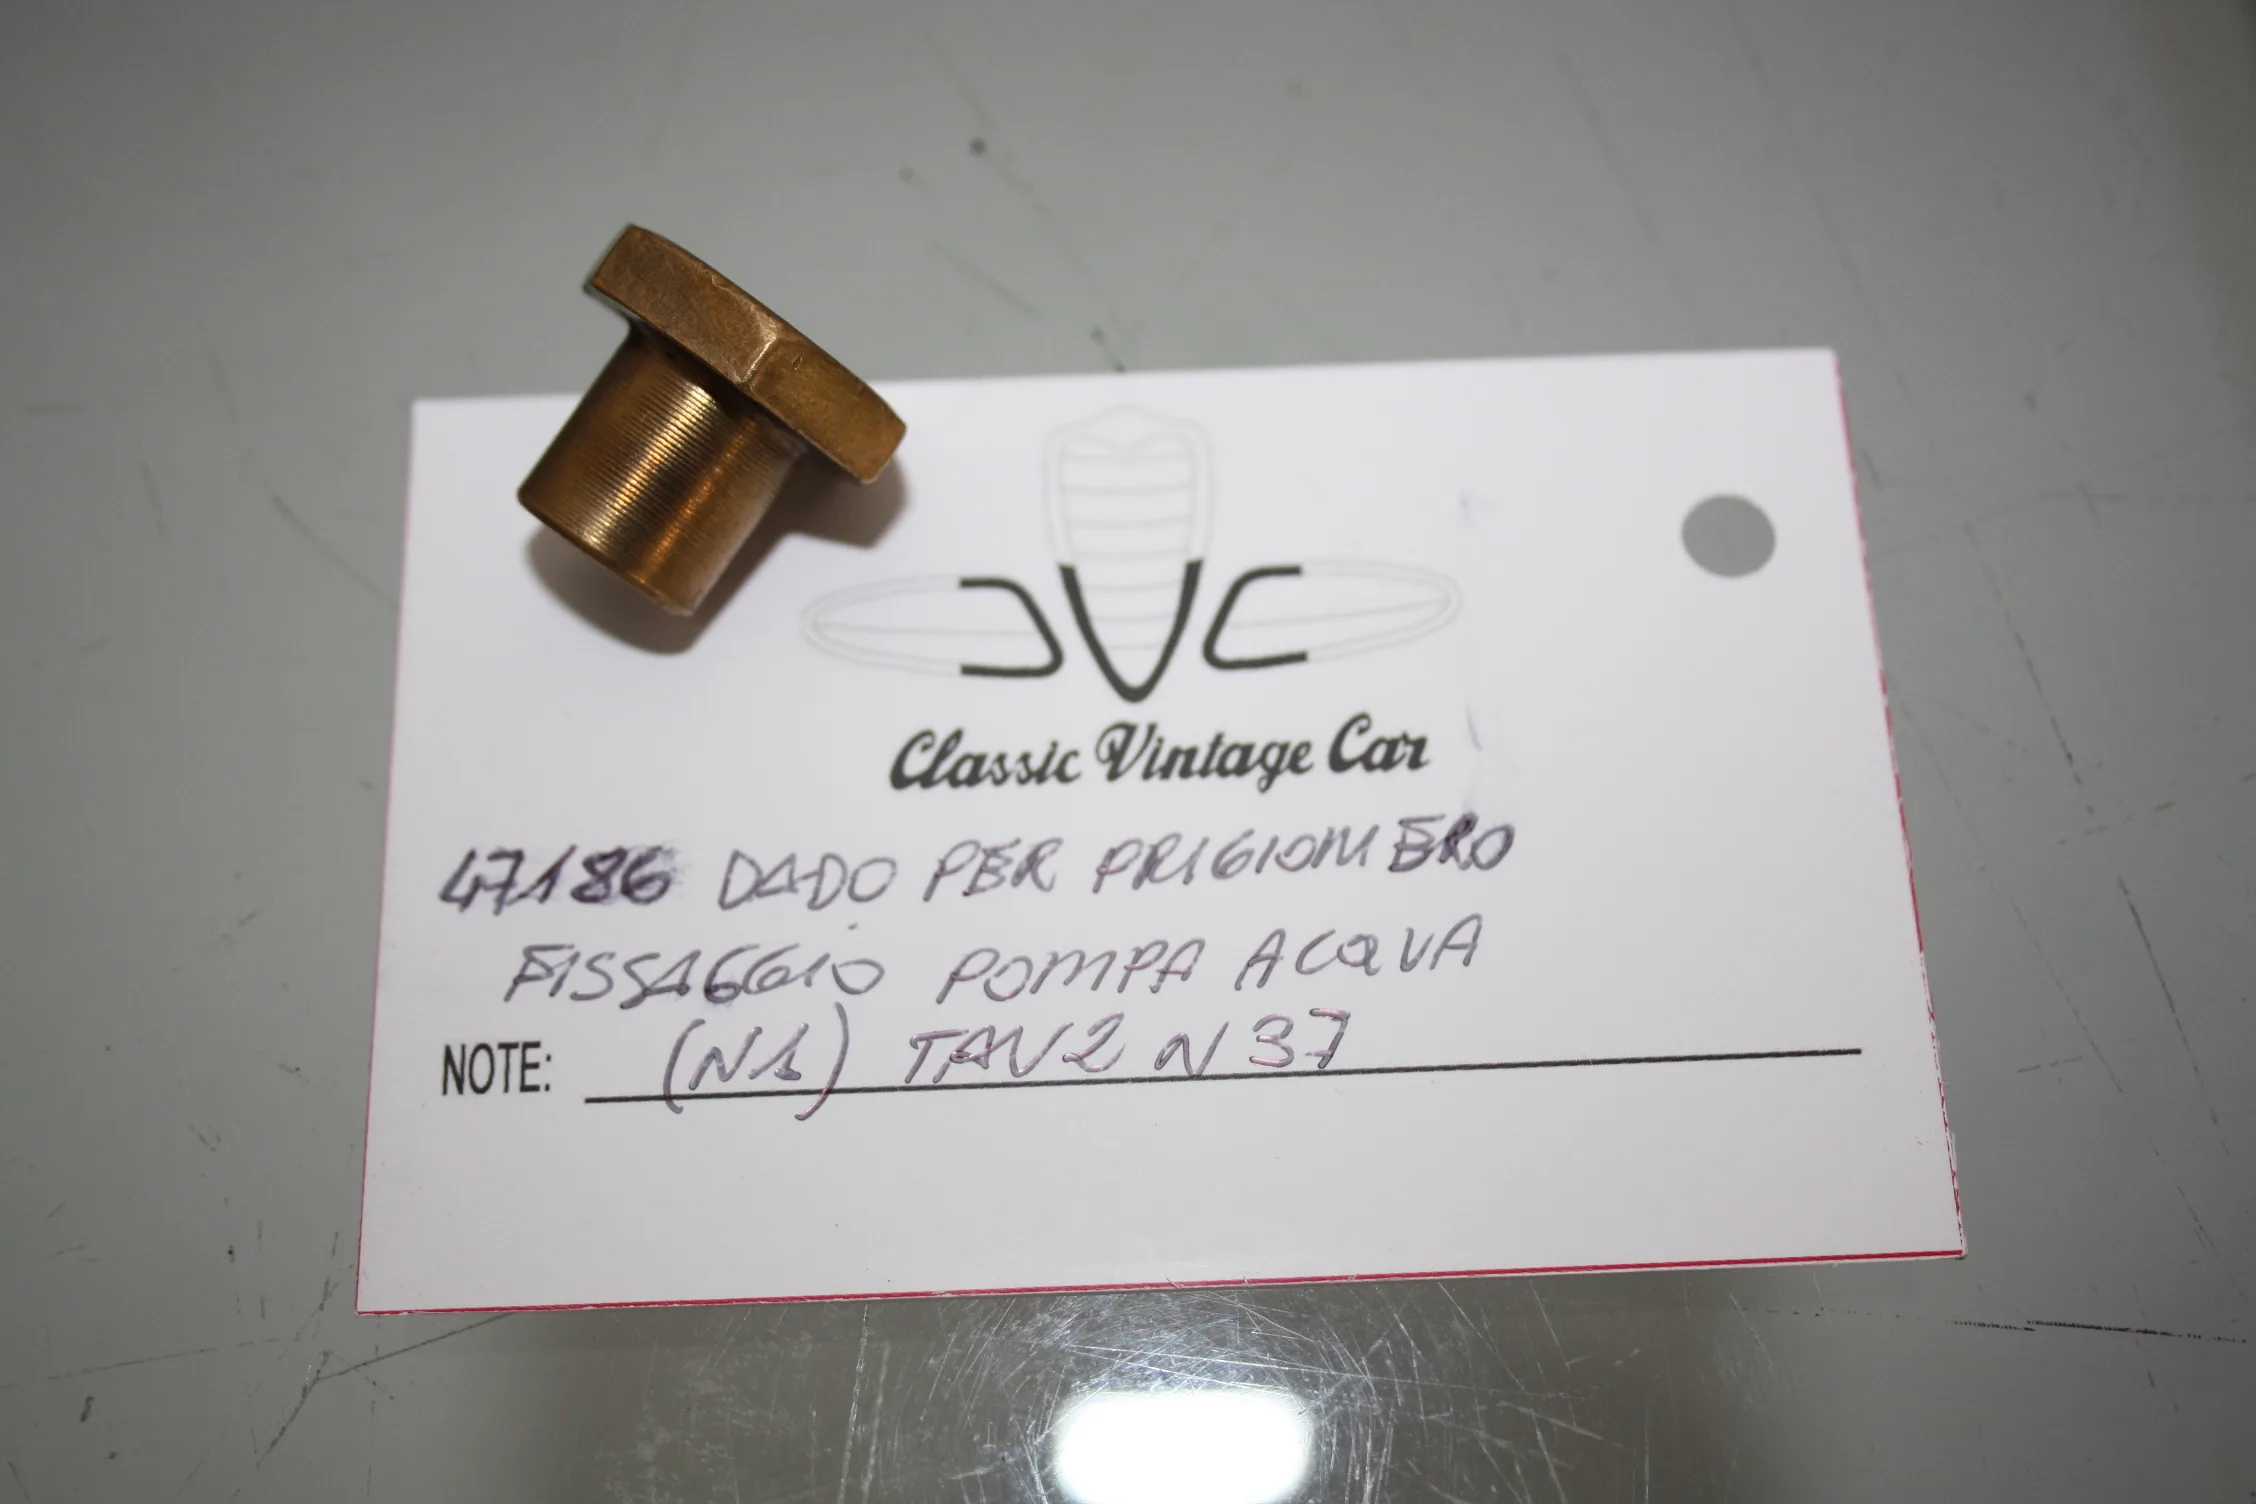 Classic Vintage Car
47186 DADO PER PRIGIONIERO
FISSAGGIO POMPA ACQUA
NOTE: (N1) TAV2 N37